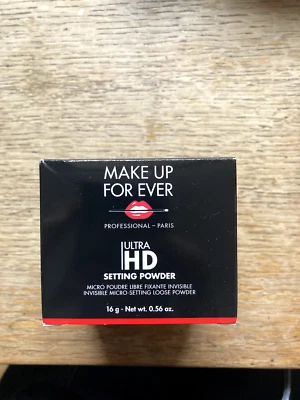 MAKE UP
FOR EVER
PROFESSIONAL – PARIS
ULTRA
HD
SETTING POWDER
MICRO POUDRE LIBRE FIXANTE INVISIBLE
INVISIBLE MICRO-SETTING LOOSE POWDER
16 g - Net wt. 0.56 oz.